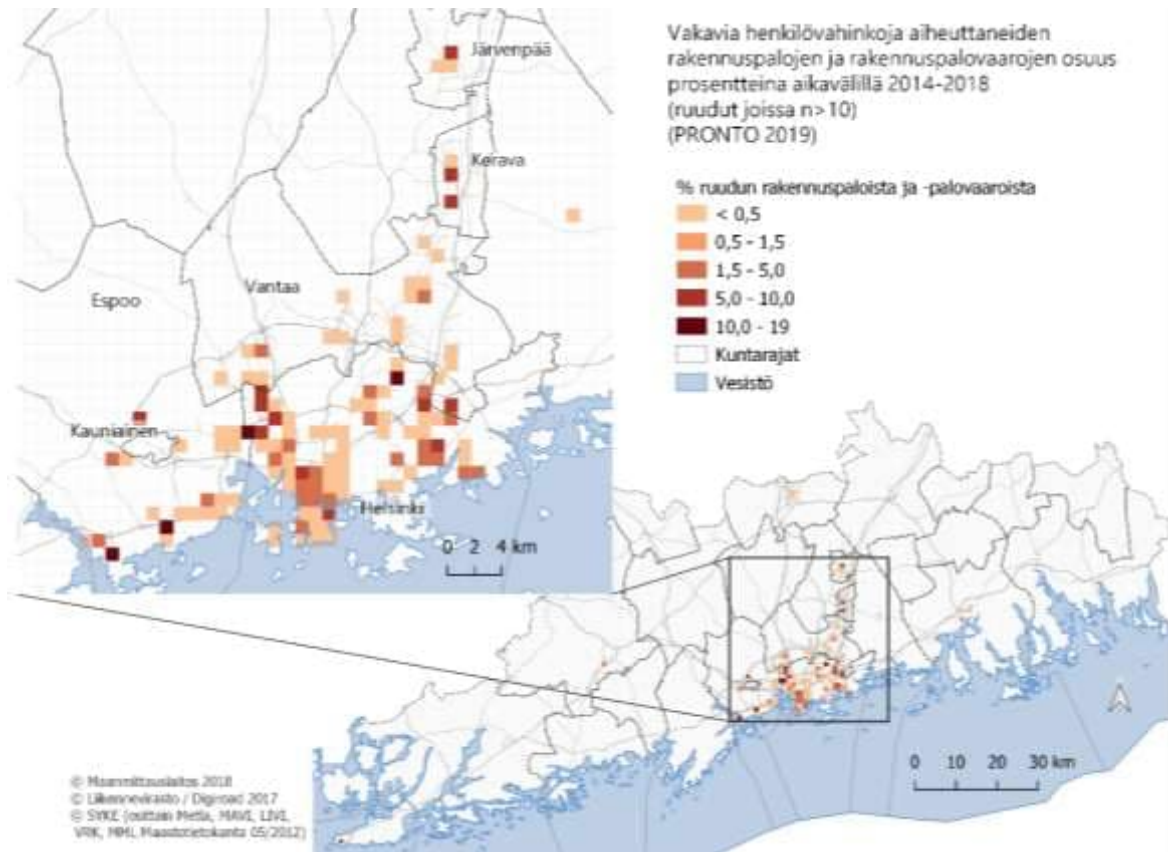 Vakavia henkilövahinkoja aiheuttaneiden
rakennuspalojen ja rakennuspalovaarojen osuus
prosentteina aikavälillä 2014-2018
(ruudut joissa n>10)
(PRONTO 2019)
% ruudun rakennuspaloista ja -palovaaroista
< 0,5
0,5 - 1,5
1,5 - 5,0
5,0 - 10,0
10,0 - 19
Kuntarajat
Vesistö
Järvenpää
Kerava
Vantaa
Espoo
Kauniainen
Helsinki
0 2 4 km
0 10 20 30 km
© Maanmittauslaitos 2018
© Liikennevirasto / Digiroad 2017
© SYKE (osittain Metla, MAVI, LIVI,
VRK, MML Maastotietokanta 05/2012)